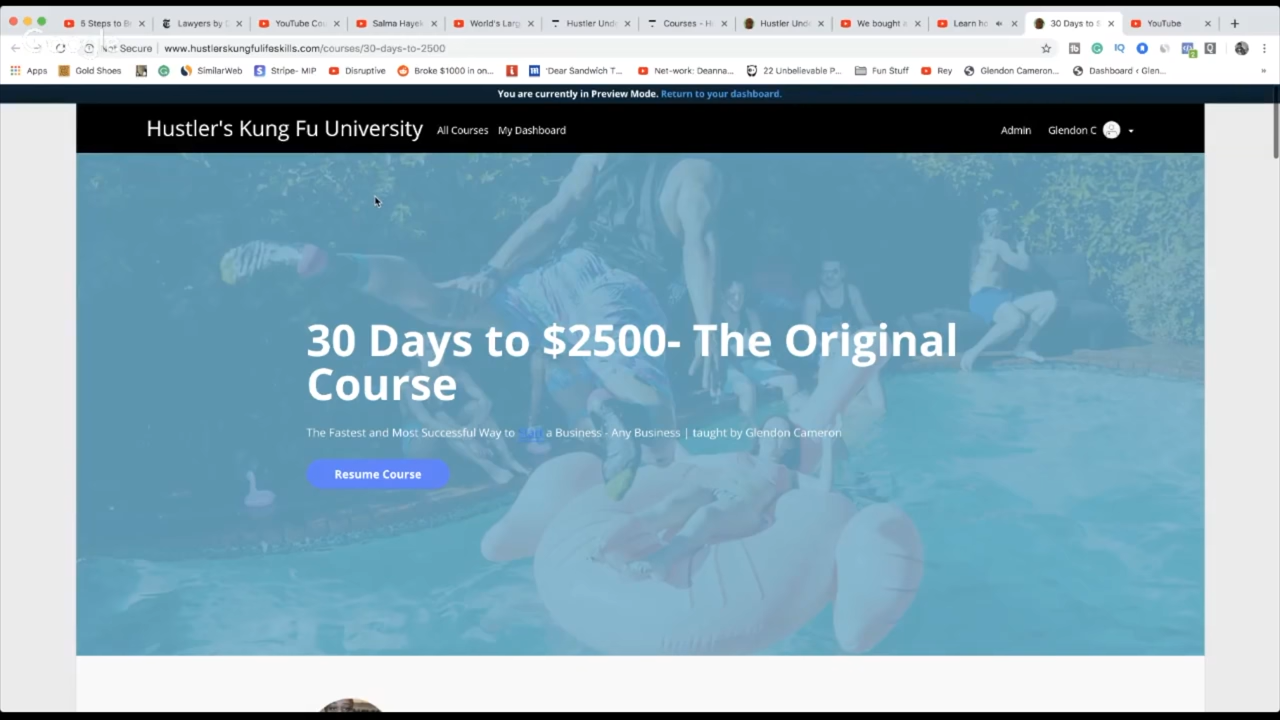 5 Steps to B
Lawyers by D
YouTube Cou
Salma Hayek
World's Larg
Hustler Unde
Courses - H
Hustler Unde
We bought a
Learn ho
30 Days to $
YouTube
Not Secure | www.hustlerskungfulifeskills.com/courses/30-days-to-2500
Apps Gold Shoes SimilarWeb Stripe- MIP Disruptive Broke $1000 in on... 'Dear Sandwich T... Net-work: Deanna... 22 Unbelievable P... Fun Stuff Rey Glendon Cameron... Dashboard ‹ Glen... »
You are currently in Preview Mode. Return to your dashboard.
Hustler's Kung Fu University All Courses My Dashboard Admin Glendon C
30 Days to $2500- The Original
Course
The Fastest and Most Successful Way to a Business - Any Business | taught by Glendon Cameron
Resume Course